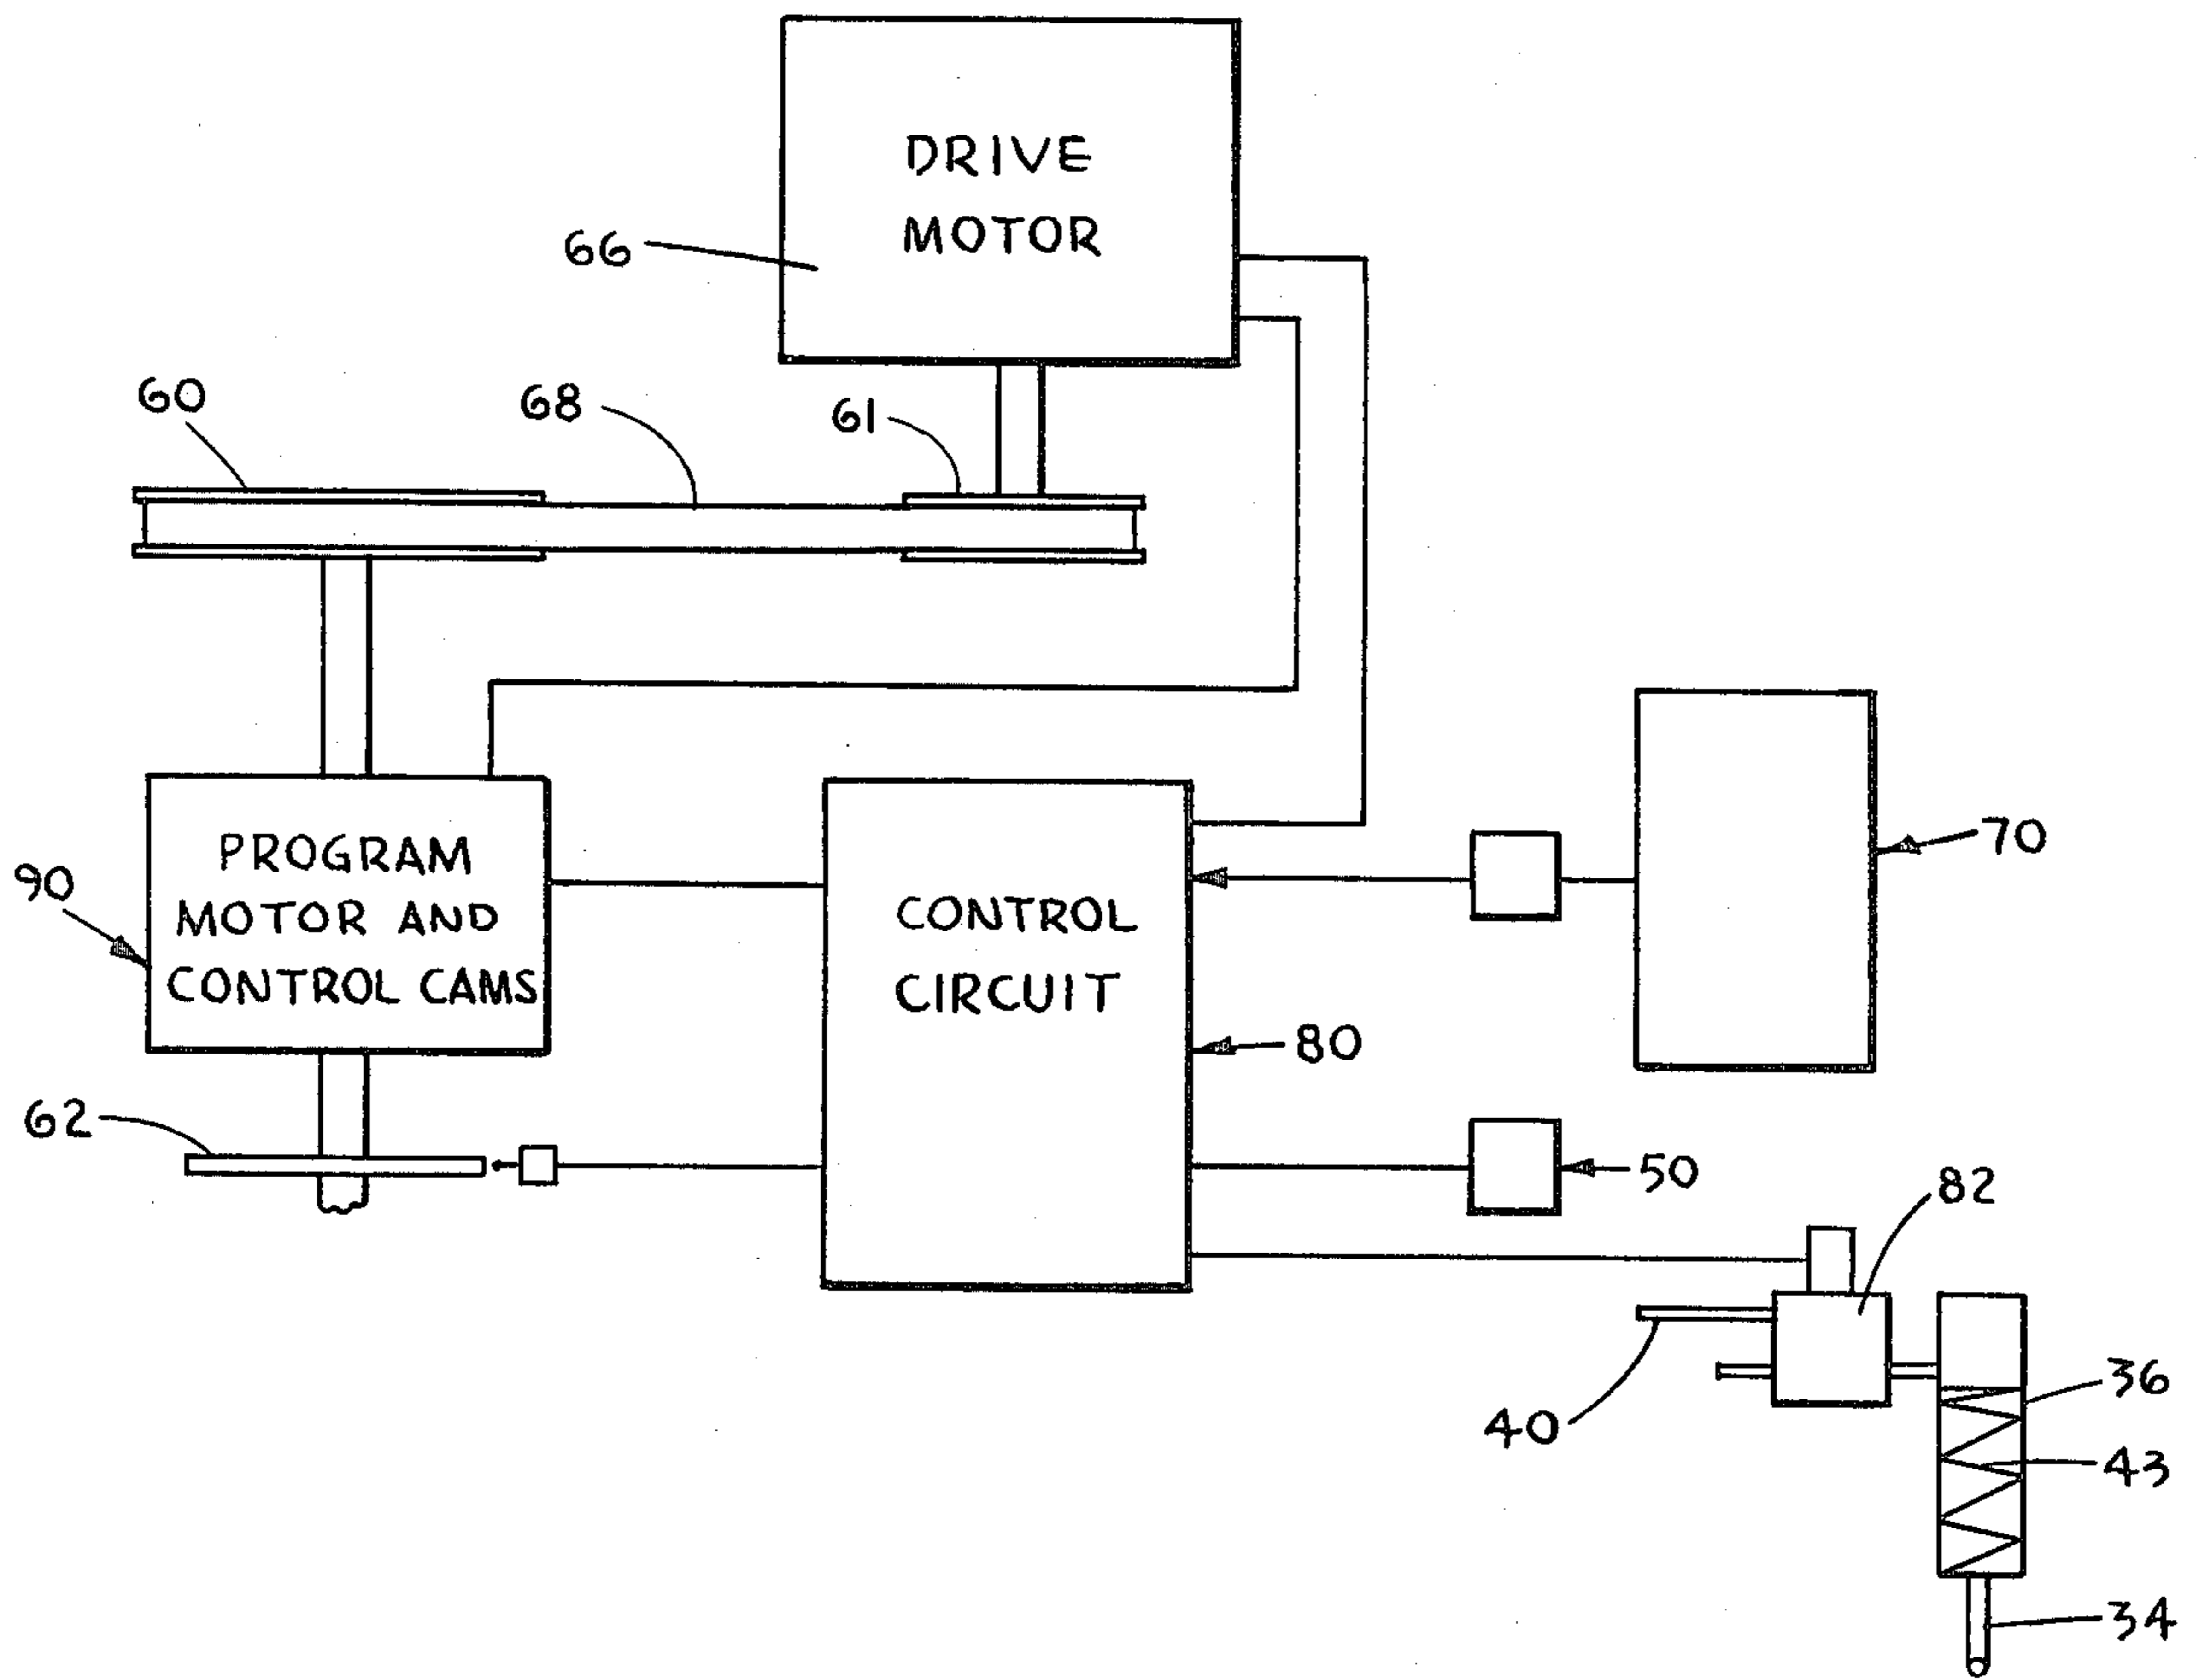 DRIVE
MOTOR
66
60
68
61
PROGRAM
MOTOR AND
CONTROL CAMS
90
CONTROL
CIRCUIT
70
80
62
50
82
40
36
43
34